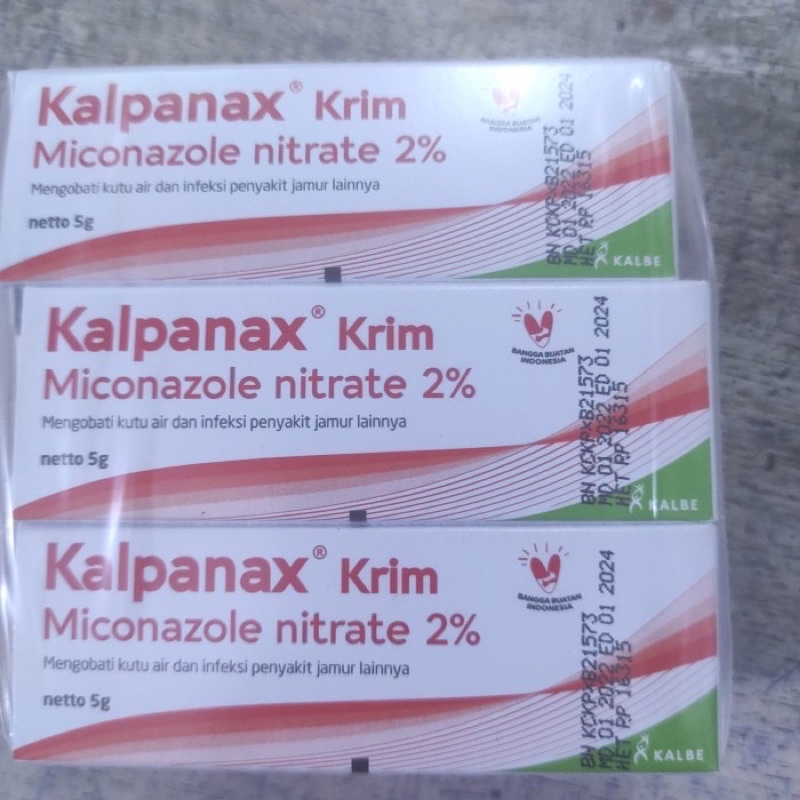 Kalpanax® Krim
Miconazole nitrate 2%
Mengobati kutu air dan infeksi penyakit jamur lainnya
netto 5g
BANGGA BUATAN
INDONESIA
BN KCKPXB21573
MD 01 2022 ED 01 2024
HET RP 16315
KALBE
Kalpanax® Krim
Miconazole nitrate 2%
Mengobati kutu air dan infeksi penyakit jamur lainnya
netto 5g
BANGGA BUATAN
INDONESIA
BN KCKPXB21573
MD 01 2022 ED 01 2024
HET RP 16315
KALBE
Kalpanax® Krim
Miconazole nitrate 2%
Mengobati kutu air dan infeksi penyakit jamur lainnya
netto 5g
BANGGA BUATAN
INDONESIA
BN KCKPXB21573
MD 01 2022 ED 01 2024
HET RP 16315
KALBE